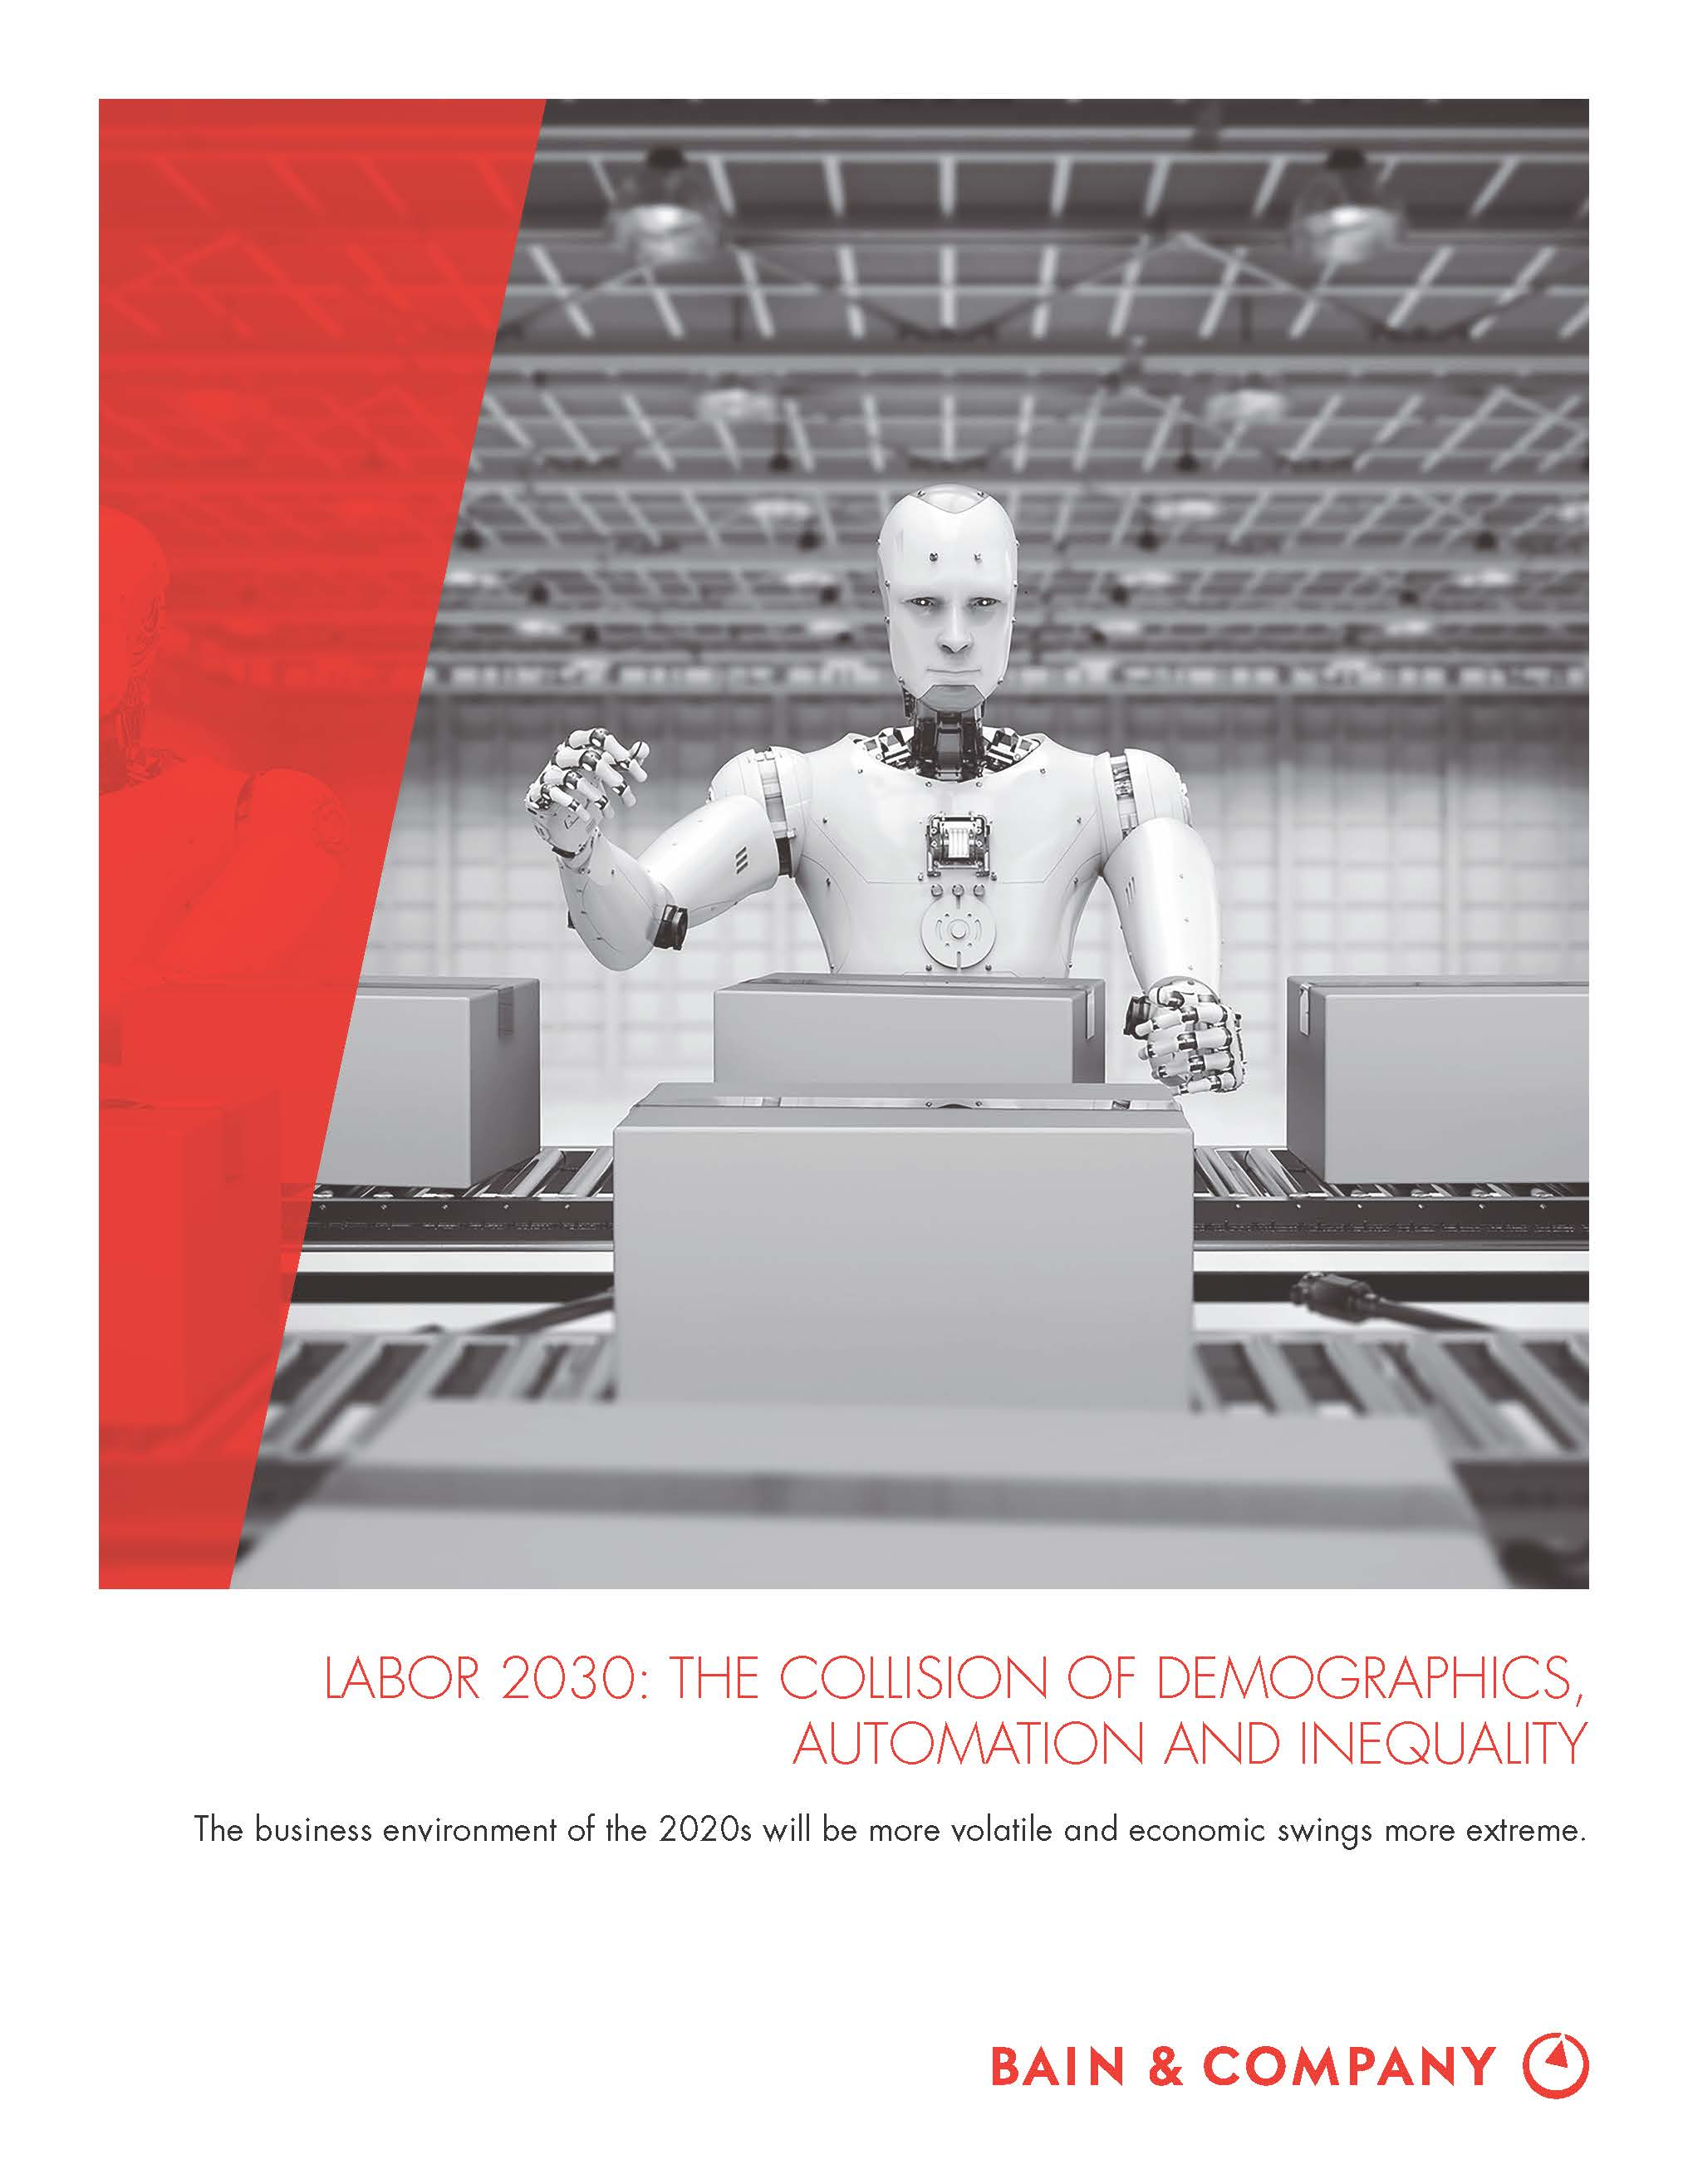 LABOR 2030: THE COLLISION OF DEMOGRAPHICS,
AUTOMATION AND INEQUALITY
The business environment of the 2020s will be more volatile and economic swings more extreme.
BAIN & COMPANY